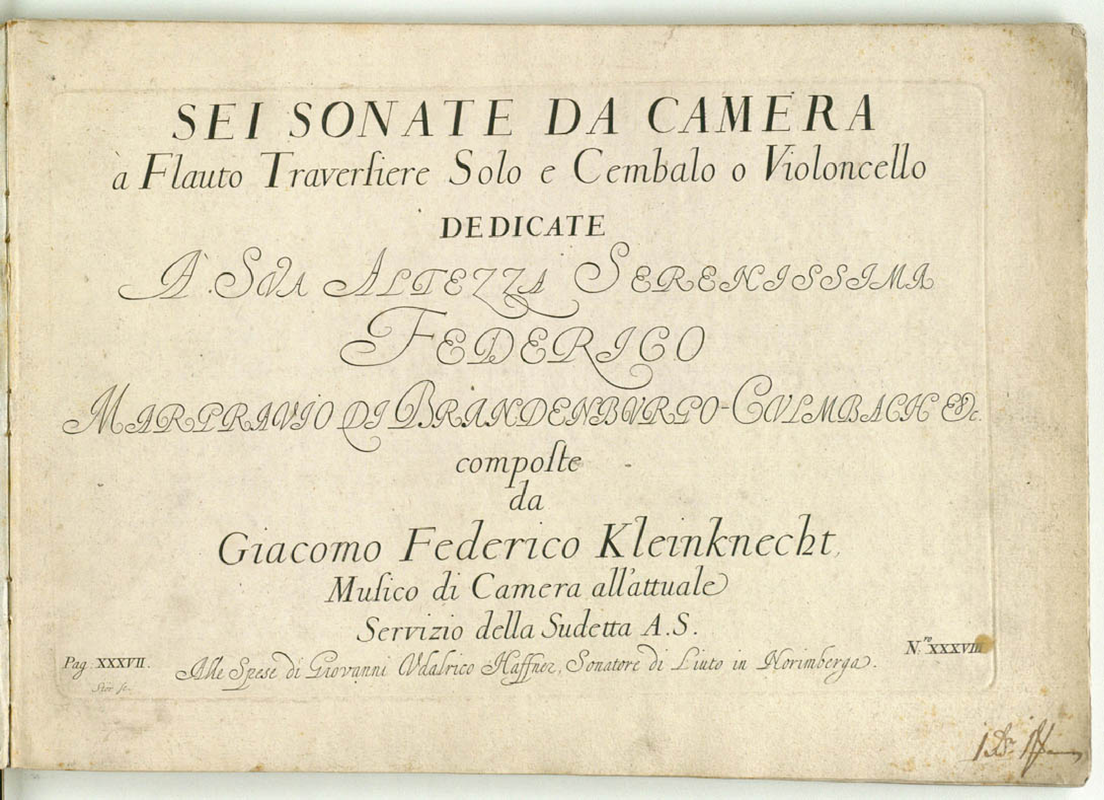 SEI SONATE DA CAMERA
à Flauto Traverſiere Solo e Cembalo o Violoncello
DEDICATE
A SUA ALTEZZA SERENISSIMA
FEDERICO
MARGRAVIO DI BRANDENBURGO-CULMBACH &c.
compoſte
da
Giacomo Federico Kleinknecht,
Muſico di Camera all'attuale
Servizio della Sudetta A.S.
Pag. XXXVII.
N.ro XXXVIII
Alle Spese di Giovanni Udalrico Haffner, Sonatore di Liuto in Norimberga.
Stör sc.